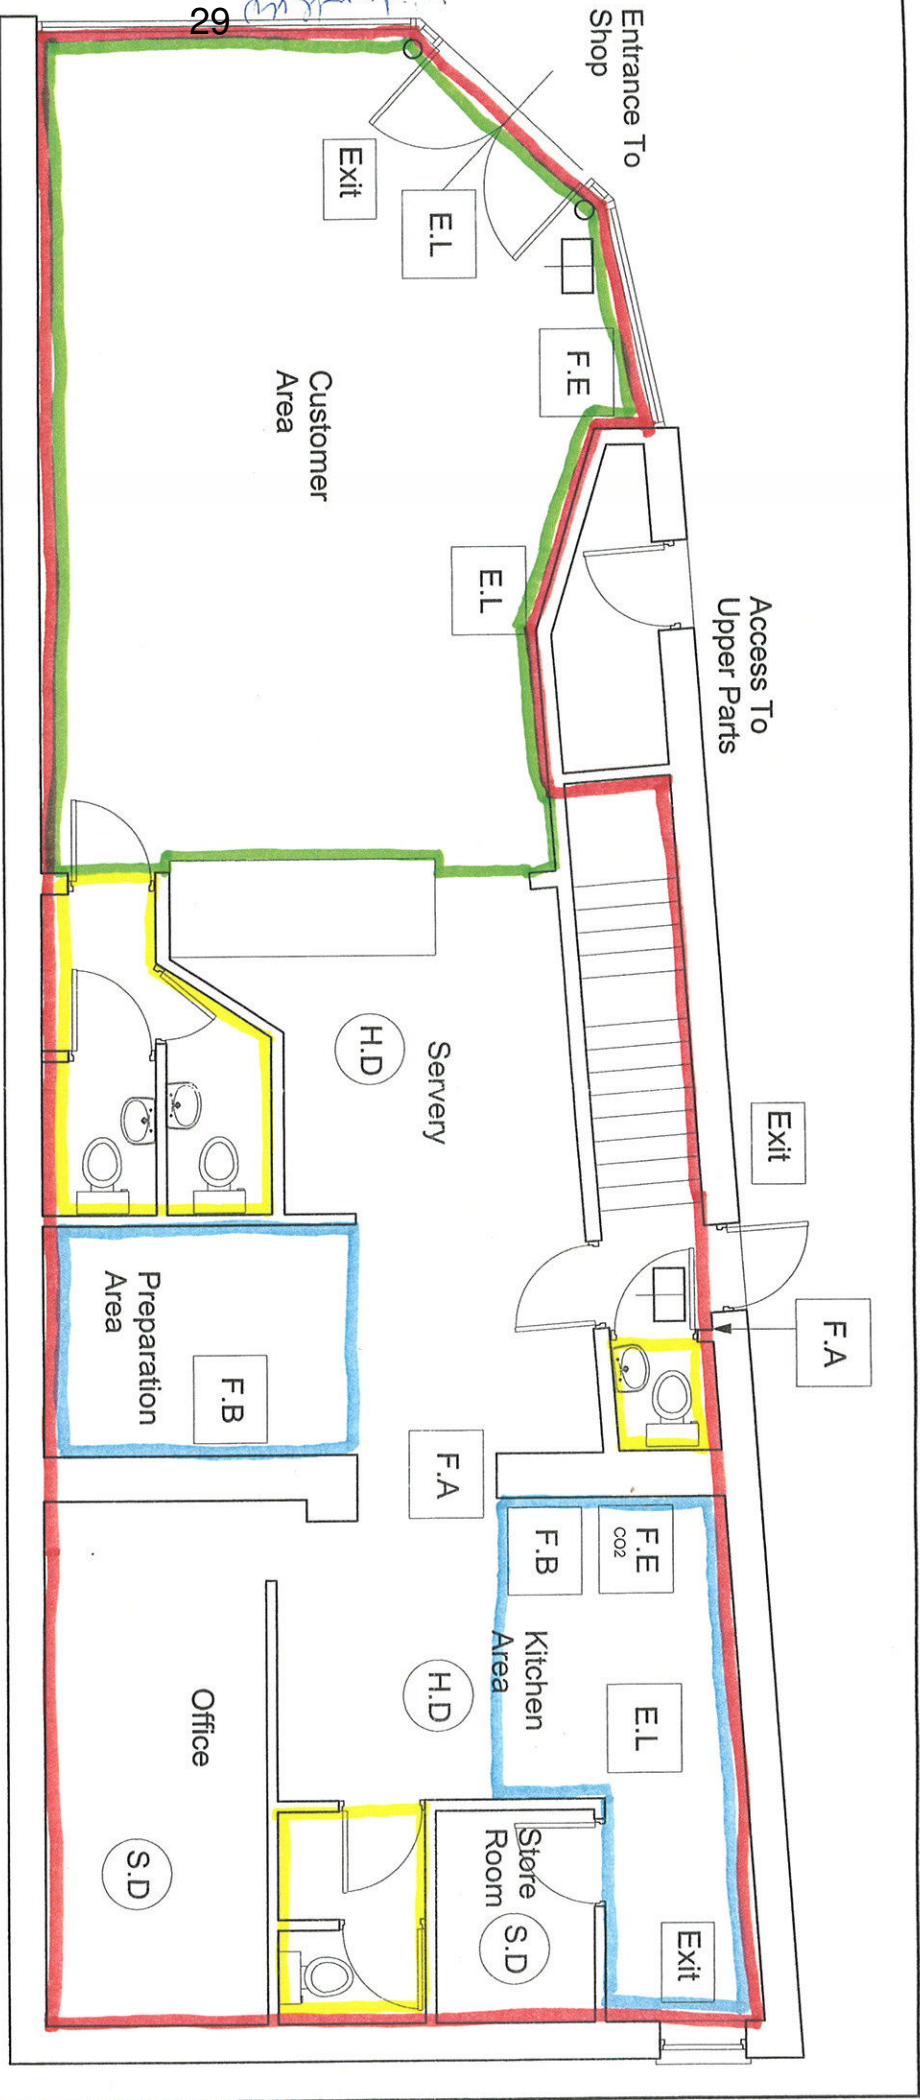 29
Entrance To
Shop
Exit
E.L
F.E
Customer
Area
E.L
Access To
Upper Parts
Servery
H.D
Exit
F.A
Preparation
Area
F.B
F.A
F.E
CO2
F.B
Kitchen
Area
E.L
H.D
Office
S.D
Store
Room
S.D
Exit